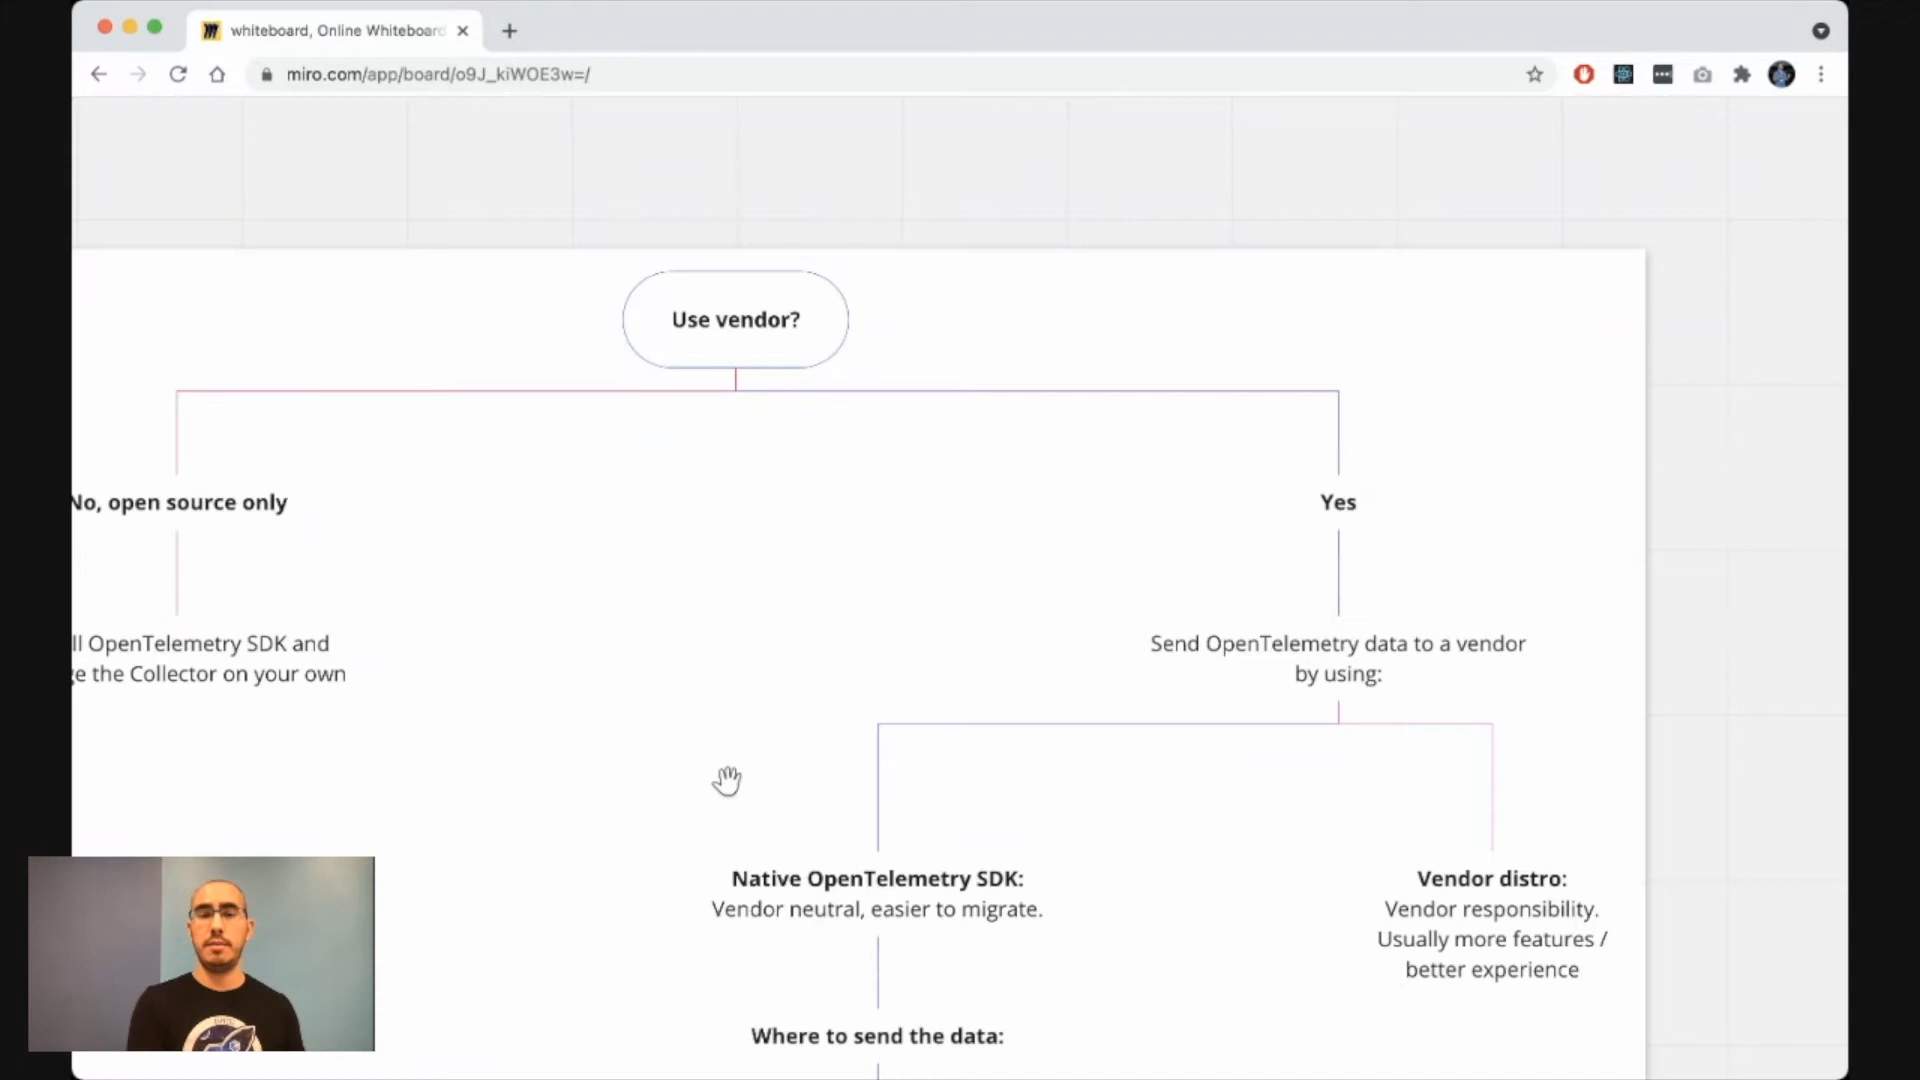 whiteboard, Online Whiteboard
miro.com/app/board/o9J_kiWOE3w=/
Use vendor?
No, open source only
Yes
ll OpenTelemetry SDK and
ge the Collector on your own
Send OpenTelemetry data to a vendor
by using:
Native OpenTelemetry SDK:
Vendor neutral, easier to migrate.
Vendor distro:
Vendor responsibility.
Usually more features /
better experience
Where to send the data: